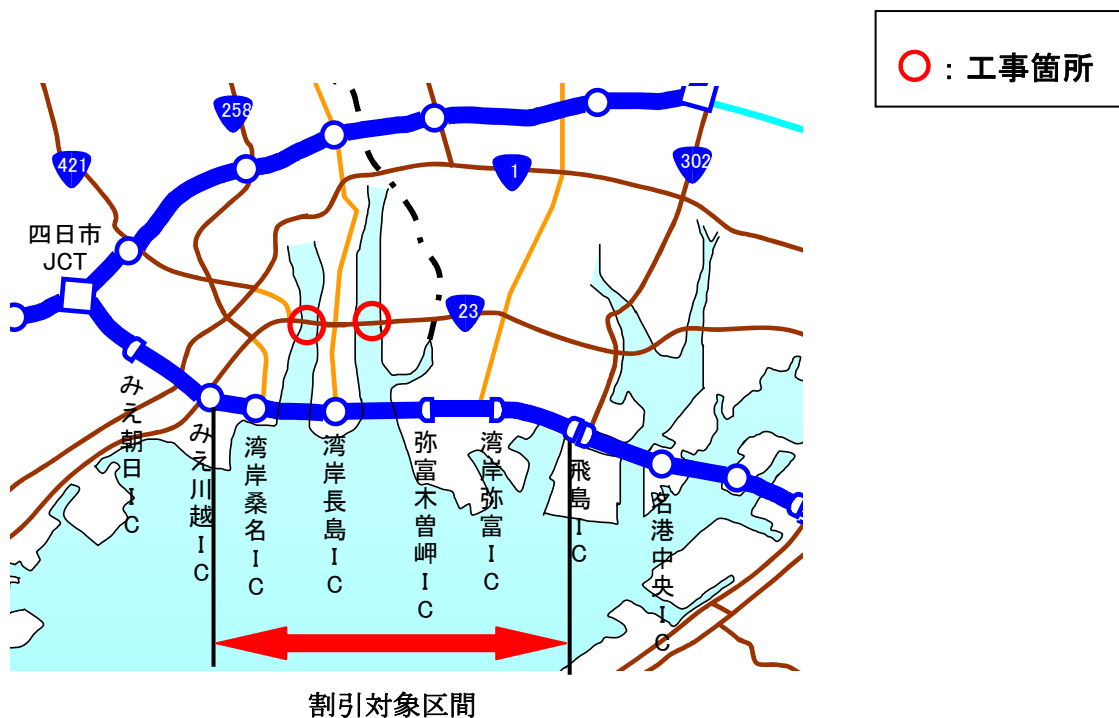 ○：工事箇所
258
421
1
302
四日市
JCT
23
みえ朝日ＩＣ
みえ川越ＩＣ
湾岸桑名ＩＣ
湾岸長島ＩＣ
弥富木曽岬ＩＣ
湾岸弥富ＩＣ
飛島ＩＣ
名港中央ＩＣ
割引対象区間